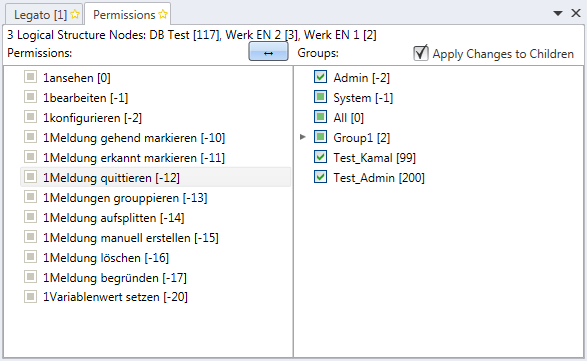 Legato [1] Permissions
3 Logical Structure Nodes: DB Test [117], Werk EN 2 [3], Werk EN 1 [2]
Permissions: ↔ Groups: Apply Changes to Children
1ansehen [0]
1bearbeiten [-1]
1konfigurieren [-2]
1Meldung gehend markieren [-10]
1Meldung erkannt markieren [-11]
1Meldung quittieren [-12]
1Meldungen grouppieren [-13]
1Meldung aufsplitten [-14]
1Meldung manuell erstellen [-15]
1Meldung löschen [-16]
1Meldung begründen [-17]
1Variablenwert setzen [-20]
Admin [-2]
System [-1]
All [0]
Group1 [2]
Test_Kamal [99]
Test_Admin [200]